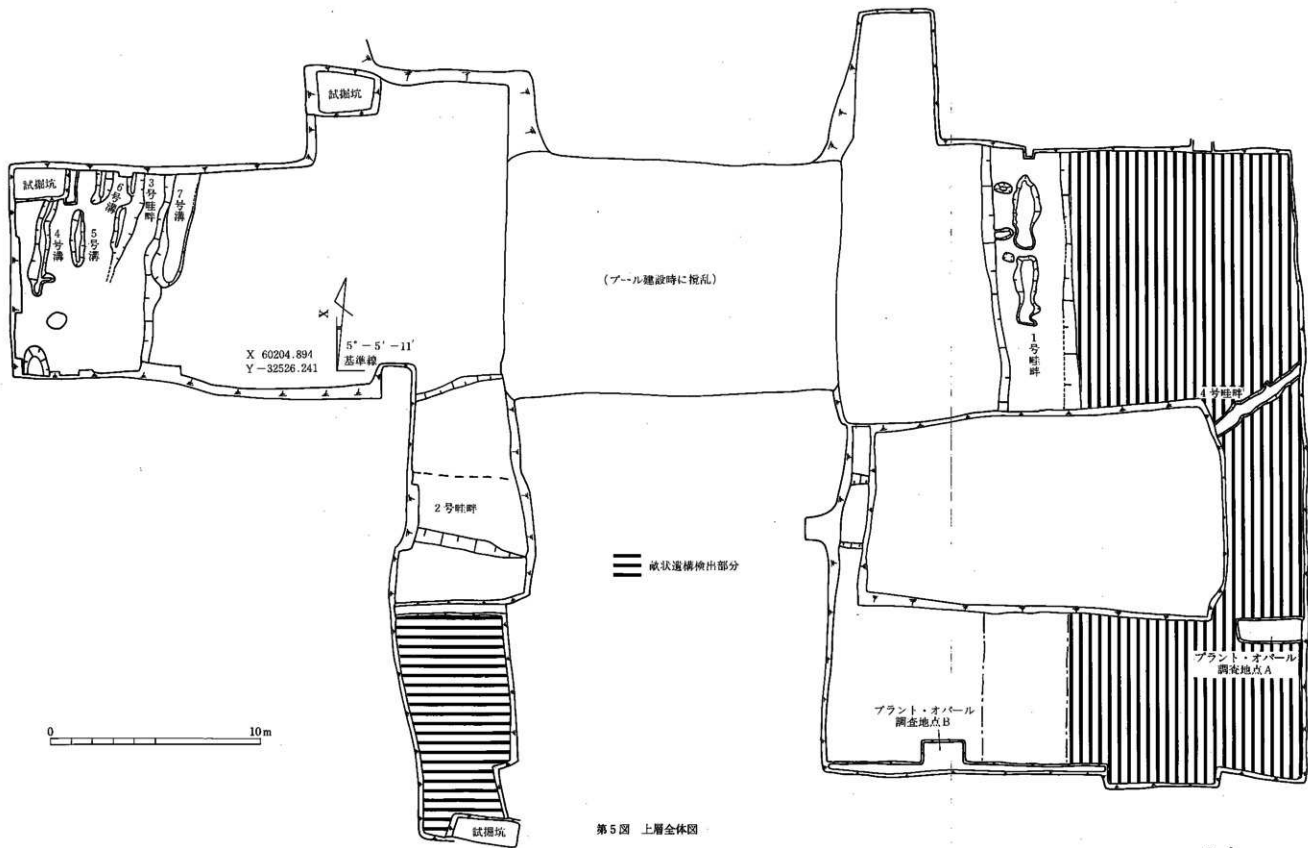 試掘坑
試掘坑
4号溝
5号溝
6号溝
3号畦畔
7号溝
(プール建設時に攪乱)
X
5°－5′－11′
基準線
X 60204.894
Y －32526.241
1号畦畔
4号畦畔
2号畦畔
畝状遺構検出部分
プラント・オパール
調査地点A
プラント・オパール
調査地点B
0 10m
試掘坑
第5図 上層全体図